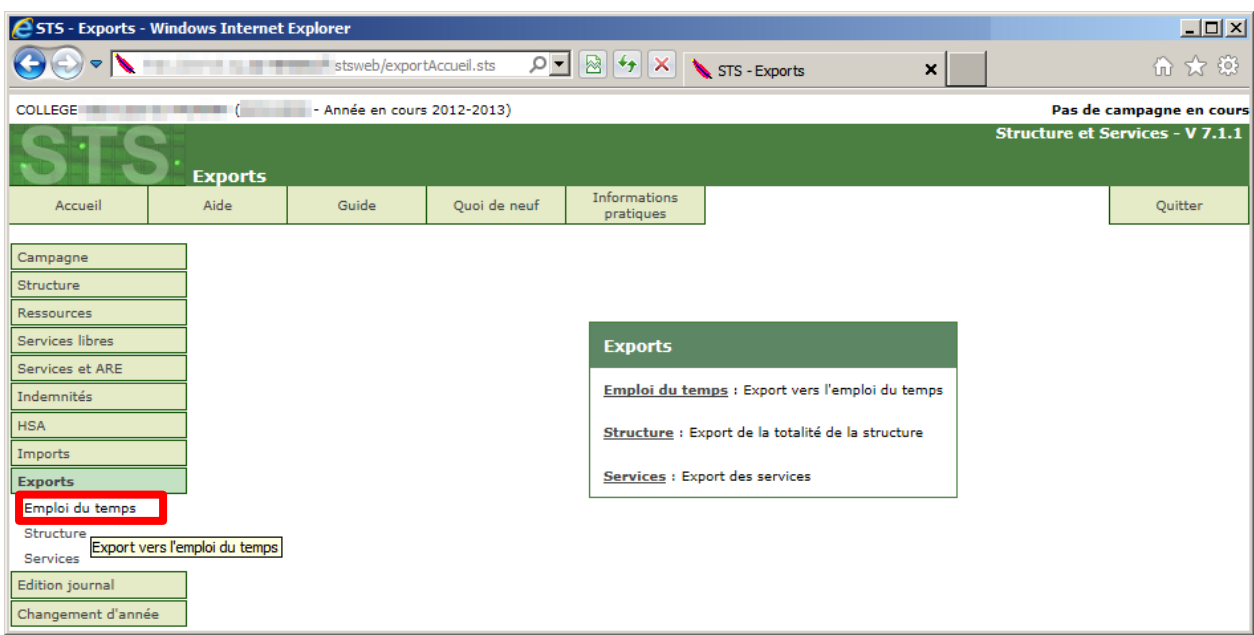 STS - Exports - Windows Internet Explorer
stsweb/exportAccueil.sts
STS - Exports
COLLEGE ( - Année en cours 2012-2013)
Pas de campagne en cours
STS
Structure et Services - V 7.1.1
Exports
Accueil
Aide
Guide
Quoi de neuf
Informations
pratiques
Quitter
Campagne
Structure
Ressources
Services libres
Services et ARE
Indemnités
HSA
Imports
Exports
Emploi du temps
Structure
Export vers l'emploi du temps
Services
Edition journal
Changement d'année
Exports
Emploi du temps : Export vers l'emploi du temps
Structure : Export de la totalité de la structure
Services : Export des services